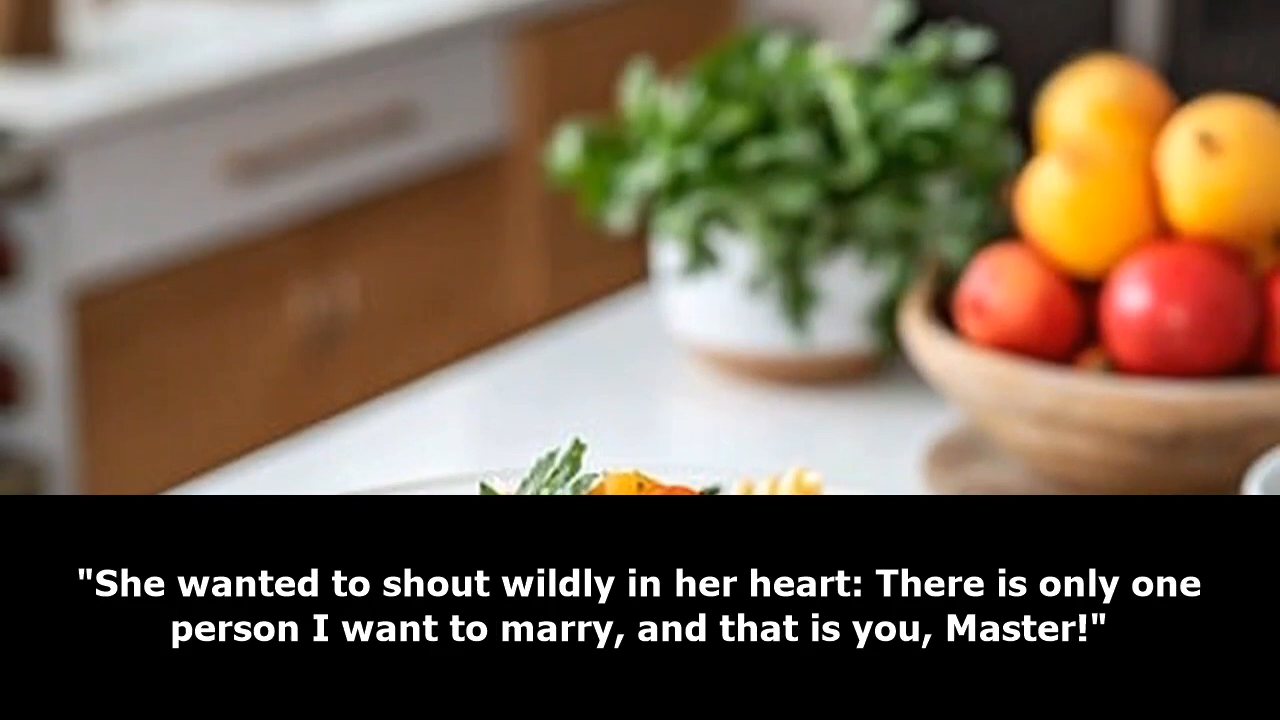 "She wanted to shout wildly in her heart: There is only one
person I want to marry, and that is you, Master!"